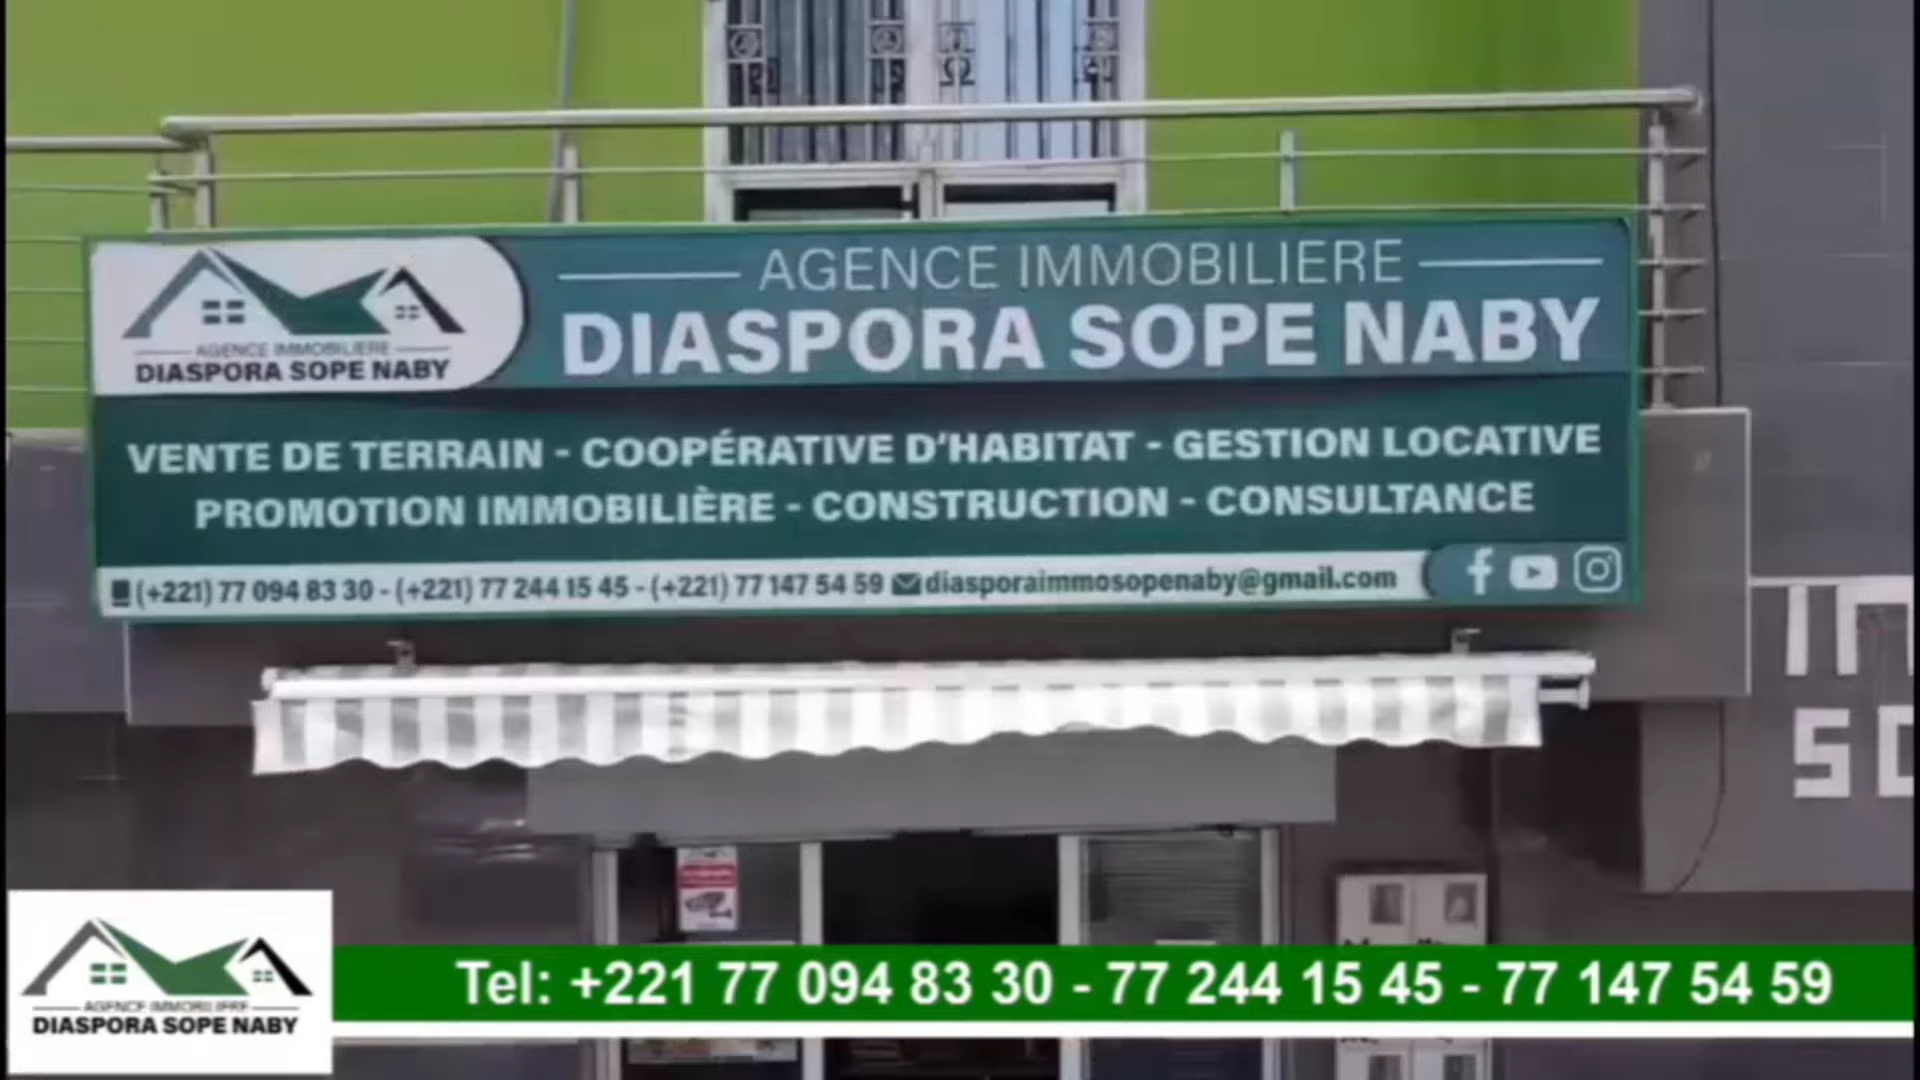 AGENCE IMMOBILIERE
DIASPORA SOPE NABY
AGENCE IMMOBILIERE
DIASPORA SOPE NABY
VENTE DE TERRAIN - COOPÉRATIVE D'HABITAT - GESTION LOCATIVE
PROMOTION IMMOBILIÈRE - CONSTRUCTION - CONSULTANCE
(+221) 77 094 83 30 - (+221) 77 244 15 45 - (+221) 77 147 54 59 diasporaimmosopenaby@gmail.com
AGENCE IMMOBILIERE
DIASPORA SOPE NABY
Tel: +221 77 094 83 30 - 77 244 15 45 - 77 147 54 59